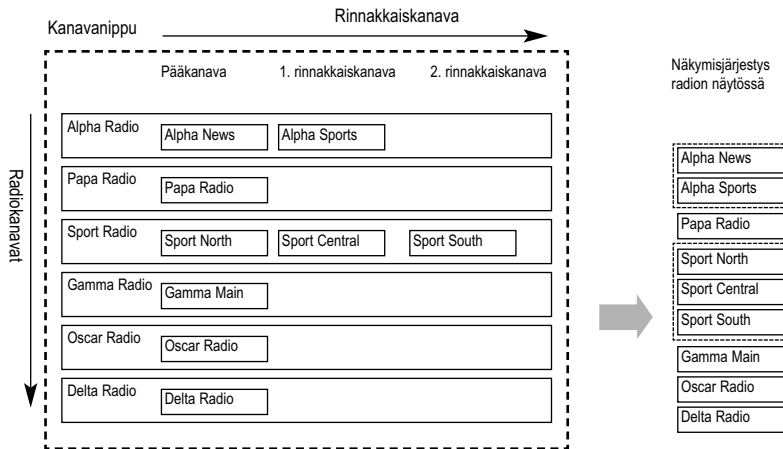 Kanavanippu
Rinnakkaiskanava
Pääkanava
1. rinnakkaiskanava
2. rinnakkaiskanava
Radiokanavat
Alpha Radio
Alpha News
Alpha Sports
Papa Radio
Papa Radio
Sport Radio
Sport North
Sport Central
Sport South
Gamma Radio
Gamma Main
Oscar Radio
Oscar Radio
Delta Radio
Delta Radio
Näkymisjärjestys
radion näytössä
Alpha News
Alpha Sports
Papa Radio
Sport North
Sport Central
Sport South
Gamma Main
Oscar Radio
Delta Radio